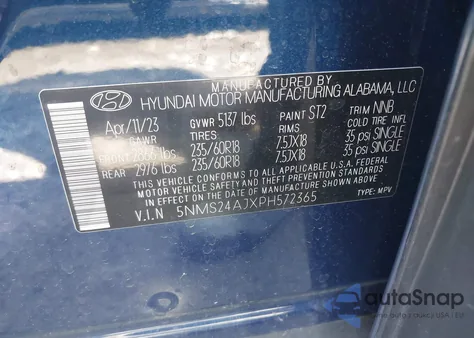 MANUFACTURED BY
HYUNDAI MOTOR MANUFACTURING ALABAMA, LLC
Apr/11/23 GVWR 5137 lbs PAINT ST2 TRIM NNB
GAWR TIRES RIMS COLD TIRE INFL
lbs 235/60R18 7.5JX18 35 psi SINGLE
REAR 2976 lbs 235/60R18 7.5JX18 35 psi SINGLE
THIS VEHICLE CONFORMS TO ALL APPLICABLE U.S.A. FEDERAL
MOTOR VEHICLE SAFETY AND THEFT PREVENTION STANDARDS
IN EFFECT ON THE DATE OF MANUFACTURE SHOWN ABOVE.
V.I.N 5NMS24AJXPH572365 TYPE: MPV
autoSnap